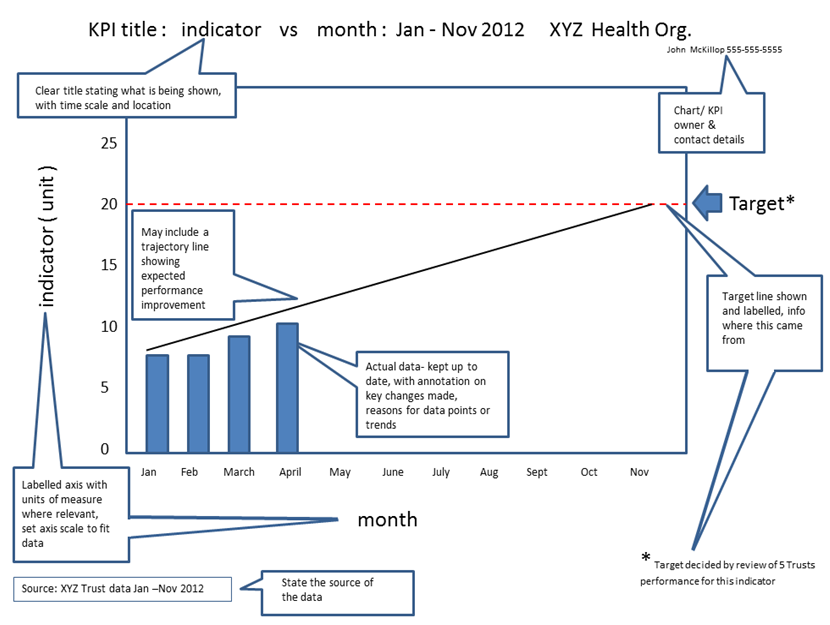 KPI title : indicator vs month : Jan - Nov 2012 XYZ Health Org.
John McKillop 555-555-5555
Clear title stating what is being shown,
with time scale and location
Chart/ KPI
owner &
contact details
25
20
15
10
5
0
indicator ( unit )
Target*
May include a
trajectory line
showing
expected
performance
improvement
Target line shown
and labelled, info
where this came
from
Actual data- kept up to
date, with annotation on
key changes made,
reasons for data points or
trends
Jan Feb March April May June July Aug Sept Oct Nov
Labelled axis with
units of measure
where relevant,
set axis scale to fit
data
month
* Target decided by review of 5 Trusts
performance for this indicator
Source: XYZ Trust data Jan –Nov 2012
State the source of
the data